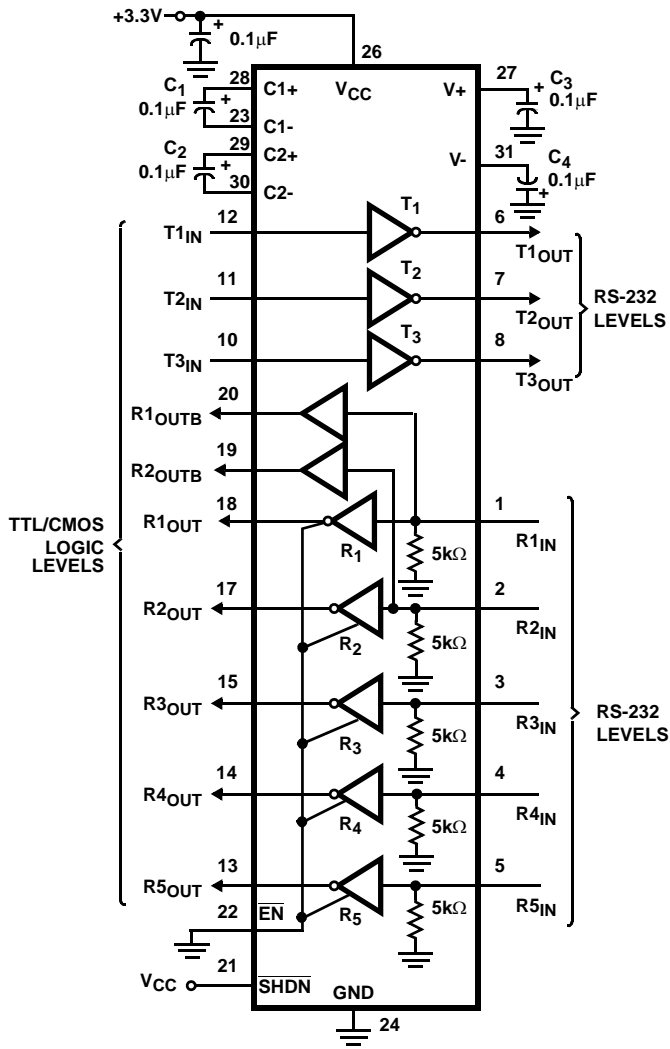 +3.3V
+
0.1μF
26
C1
0.1μF
+
28
C1+
VCC
V+
27
+
C3
0.1μF
23
C1-
C2
0.1μF
+
29
C2+
30
C2-
V-
31
C4
0.1μF
+
T1IN
12
T1
6
T1OUT
T2IN
11
T2
7
T2OUT
T3IN
10
T3
8
T3OUT
RS-232
LEVELS
R1OUTB
20
R2OUTB
19
TTL/CMOS
LOGIC
LEVELS
R1OUT
18
R1
5kΩ
1
R1IN
R2OUT
17
R2
5kΩ
2
R2IN
R3OUT
15
R3
5kΩ
3
R3IN
RS-232
LEVELS
R4OUT
14
R4
5kΩ
4
R4IN
R5OUT
13
R5
5kΩ
5
R5IN
22
EN
VCC
21
SHDN
GND
24